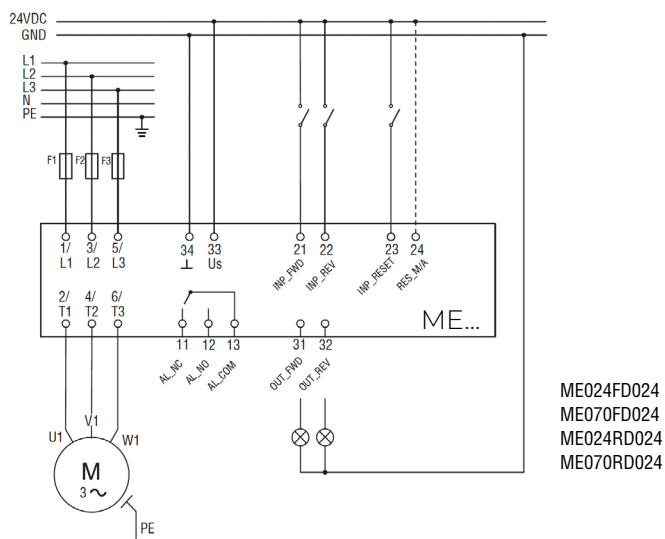 24VDC
GND
L1
L2
L3
N
PE
F1 F2 F3
1/ 3/ 5/ 34 33 21 22 23 24
L1 L2 L3 ⊥ Us INP_FWD INP_REV INP_RESET RES_M/A
2/ 4/ 6/
T1 T2 T3
ME...
11 12 13 31 32
AL_NC AL_NO AL_COM OUT_FWD OUT_REV
ME024FD024
ME070FD024
ME024RD024
ME070RD024
U1 V1 W1
M
3~
PE